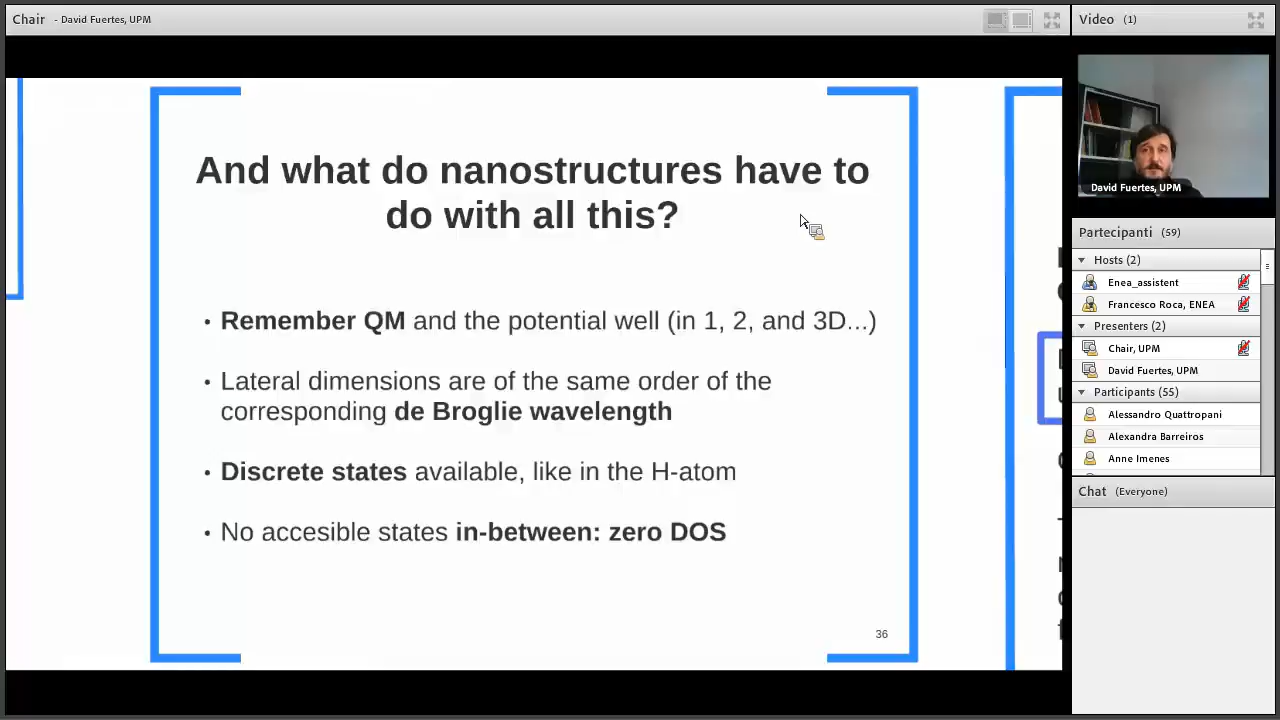 Chair - David Fuertes, UPM
And what do nanostructures have to
do with all this?
• Remember QM and the potential well (in 1, 2, and 3D...)
• Lateral dimensions are of the same order of the
corresponding de Broglie wavelength
• Discrete states available, like in the H-atom
• No accesible states in-between: zero DOS
36
Video (1)
David Fuertes, UPM
Partecipanti (59)
Hosts (2)
Enea_assistent
Francesco Roca, ENEA
Presenters (2)
Chair, UPM
David Fuertes, UPM
Participants (55)
Alessandro Quattropani
Alexandra Barreiros
Anne Imenes
Chat (Everyone)